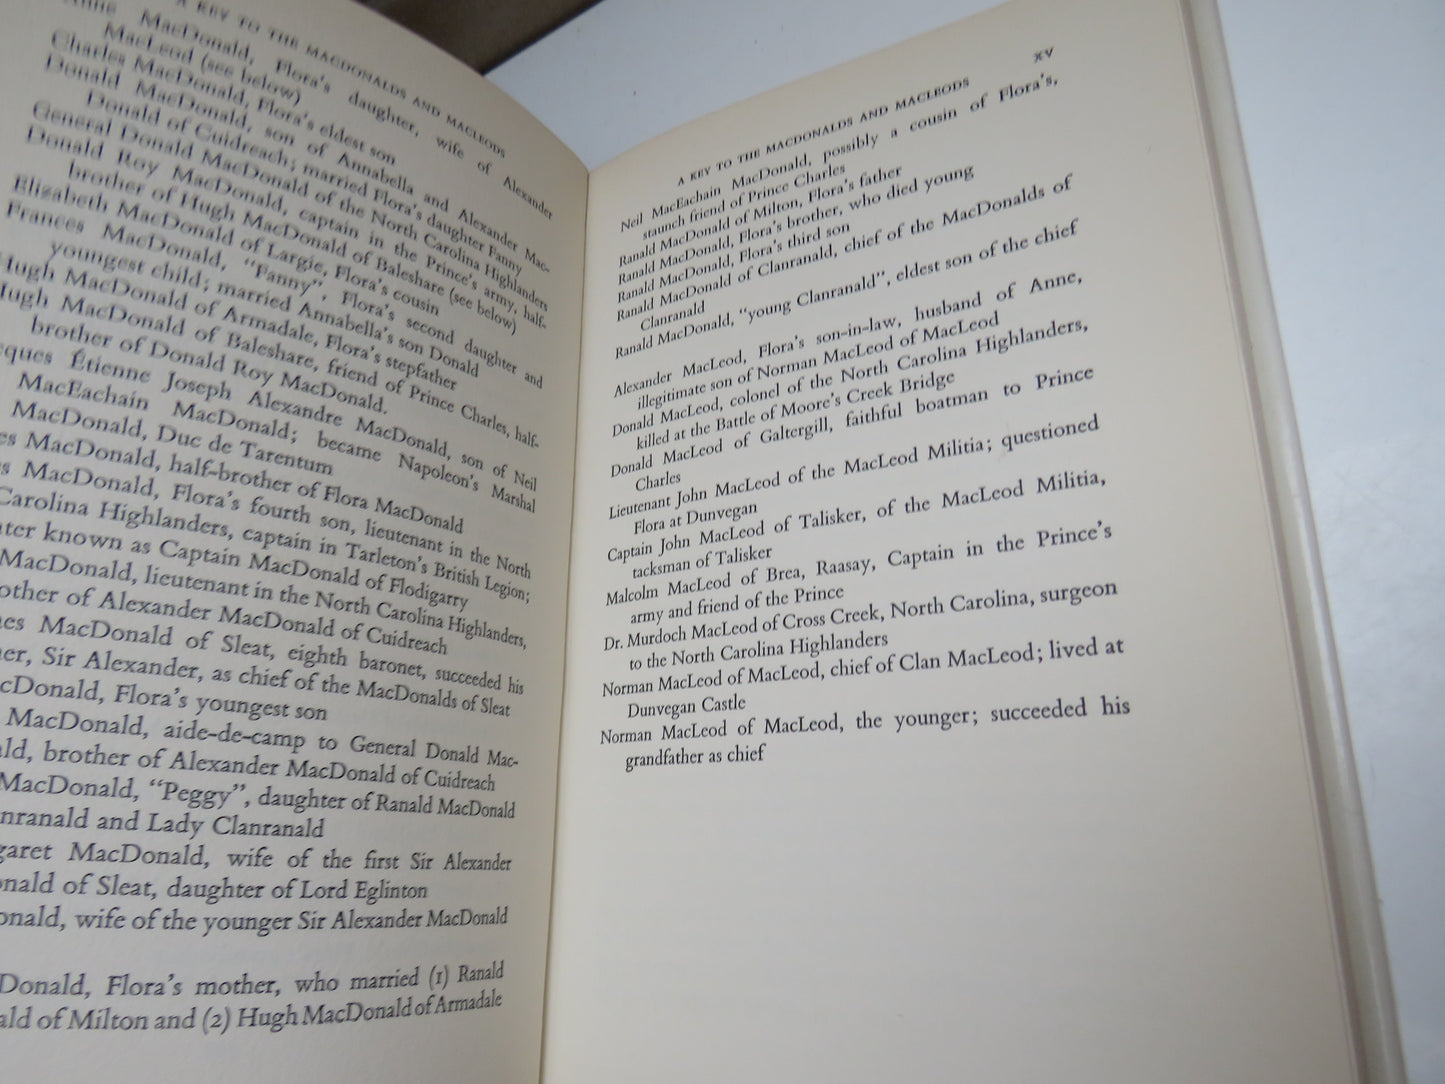 A KEY TO THE MACDONALDS AND MACLEODS
MacDonald, Flora's daughter, wife of Alexander
MacLeod (see below)
Charles MacDonald, Flora's eldest son
Donald MacDonald, son of Annabella and Alexander Mac-
Donald of Cuidreach; married Flora's daughter Fanny
General Donald MacDonald of the North Carolina Highlanders
Donald Roy MacDonald, captain in the Prince's army, half-
brother of Hugh MacDonald of Baleshare (see below)
Elizabeth MacDonald of Largie, Flora's cousin
Frances MacDonald, "Fanny", Flora's second daughter and
youngest child; married Annabella's son Donald
Hugh MacDonald of Armadale, Flora's stepfather
Hugh MacDonald of Baleshare, friend of Prince Charles, half-
brother of Donald Roy MacDonald.
Étienne Joseph Alexandre MacDonald, son of Neil
MacEachain MacDonald; became Napoleon's Marshal
MacDonald, Duc de Tarentum
MacDonald, half-brother of Flora MacDonald
MacDonald, Flora's fourth son, lieutenant in the North
Carolina Highlanders, captain in Tarleton's British Legion;
known as Captain MacDonald of Flodigarry
MacDonald, lieutenant in the North Carolina Highlanders,
of Alexander MacDonald of Cuidreach
MacDonald of Sleat, eighth baronet, succeeded his
Sir Alexander, as chief of the MacDonalds of Sleat
Flora's youngest son
MacDonald, aide-de-camp to General Donald Mac-
brother of Alexander MacDonald of Cuidreach
MacDonald, "Peggy", daughter of Ranald MacDonald
and Lady Clanranald
MacDonald, wife of the first Sir Alexander
of Sleat, daughter of Lord Eglinton
wife of the younger Sir Alexander MacDonald
Flora's mother, who married (1) Ranald
of Milton and (2) Hugh MacDonald of Armadale
A KEY TO THE MACDONALDS AND MACLEODS xv
Neil MacEachain MacDonald, possibly a cousin of Flora's,
staunch friend of Prince Charles
Ranald MacDonald of Milton, Flora's father
Ranald MacDonald, Flora's brother, who died young
Ranald MacDonald, Flora's third son
Ranald MacDonald of Clanranald, chief of the MacDonalds of
Clanranald
Ranald MacDonald, "young Clanranald", eldest son of the chief
Alexander MacLeod, Flora's son-in-law, husband of Anne,
illegitimate son of Norman MacLeod of MacLeod
Donald MacLeod, colonel of the North Carolina Highlanders,
killed at the Battle of Moore's Creek Bridge
Donald MacLeod of Galtergill, faithful boatman to Prince
Charles
Lieutenant John MacLeod of the MacLeod Militia; questioned
Flora at Dunvegan
Captain John MacLeod of Talisker, of the MacLeod Militia,
tacksman of Talisker
Malcolm MacLeod of Brea, Raasay, Captain in the Prince's
army and friend of the Prince
Dr. Murdoch MacLeod of Cross Creek, North Carolina, surgeon
to the North Carolina Highlanders
Norman MacLeod of MacLeod, chief of Clan MacLeod; lived at
Dunvegan Castle
Norman MacLeod of MacLeod, the younger; succeeded his
grandfather as chief